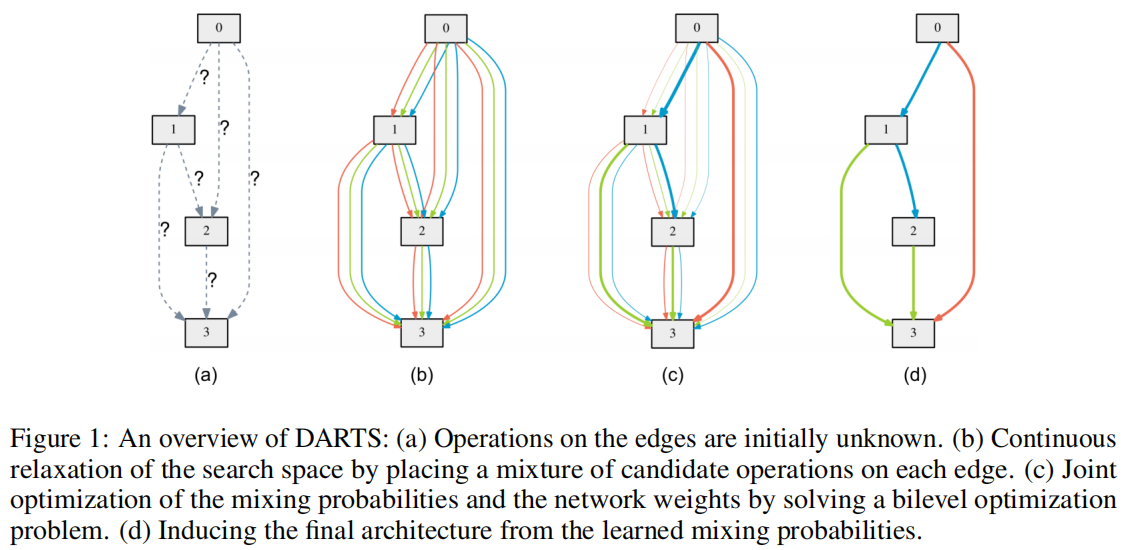 0
?
1
?
?
?
?
2
?
3
(a)
0
1
2
3
(b)
0
1
2
3
(c)
0
1
2
3
(d)
Figure 1: An overview of DARTS: (a) Operations on the edges are initially unknown. (b) Continuous
relaxation of the search space by placing a mixture of candidate operations on each edge. (c) Joint
optimization of the mixing probabilities and the network weights by solving a bilevel optimization
problem. (d) Inducing the final architecture from the learned mixing probabilities.